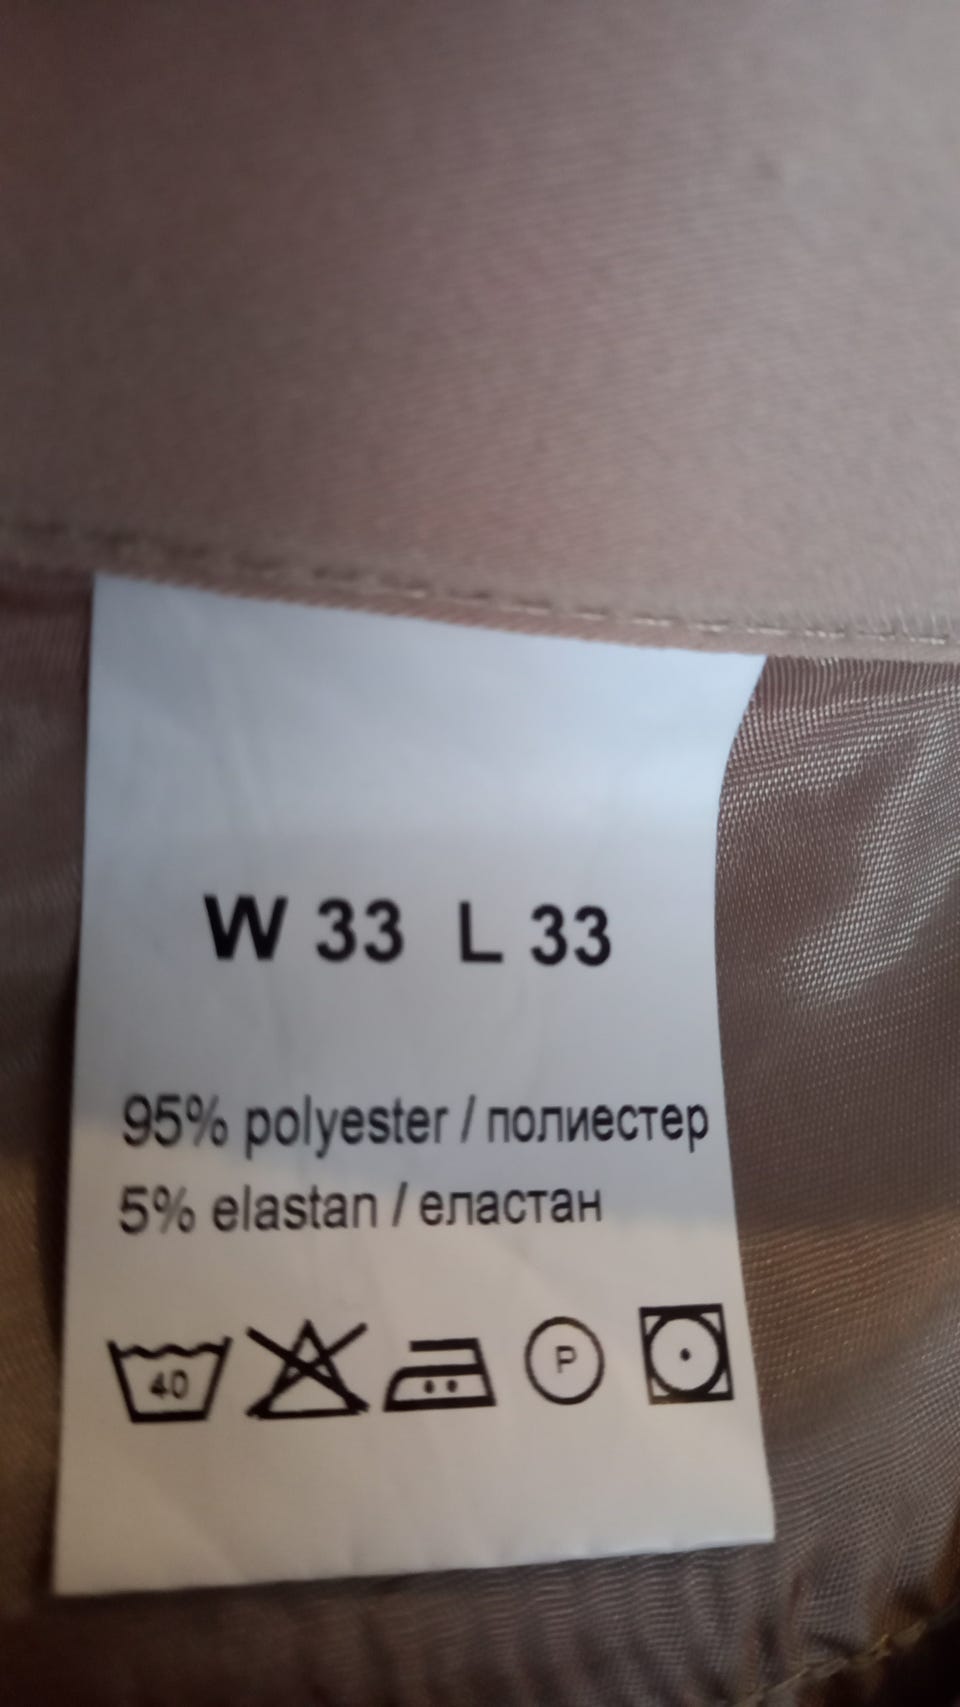 W 33 L 33
95% polyester / полиестер
5% elastan / еластан
40 P